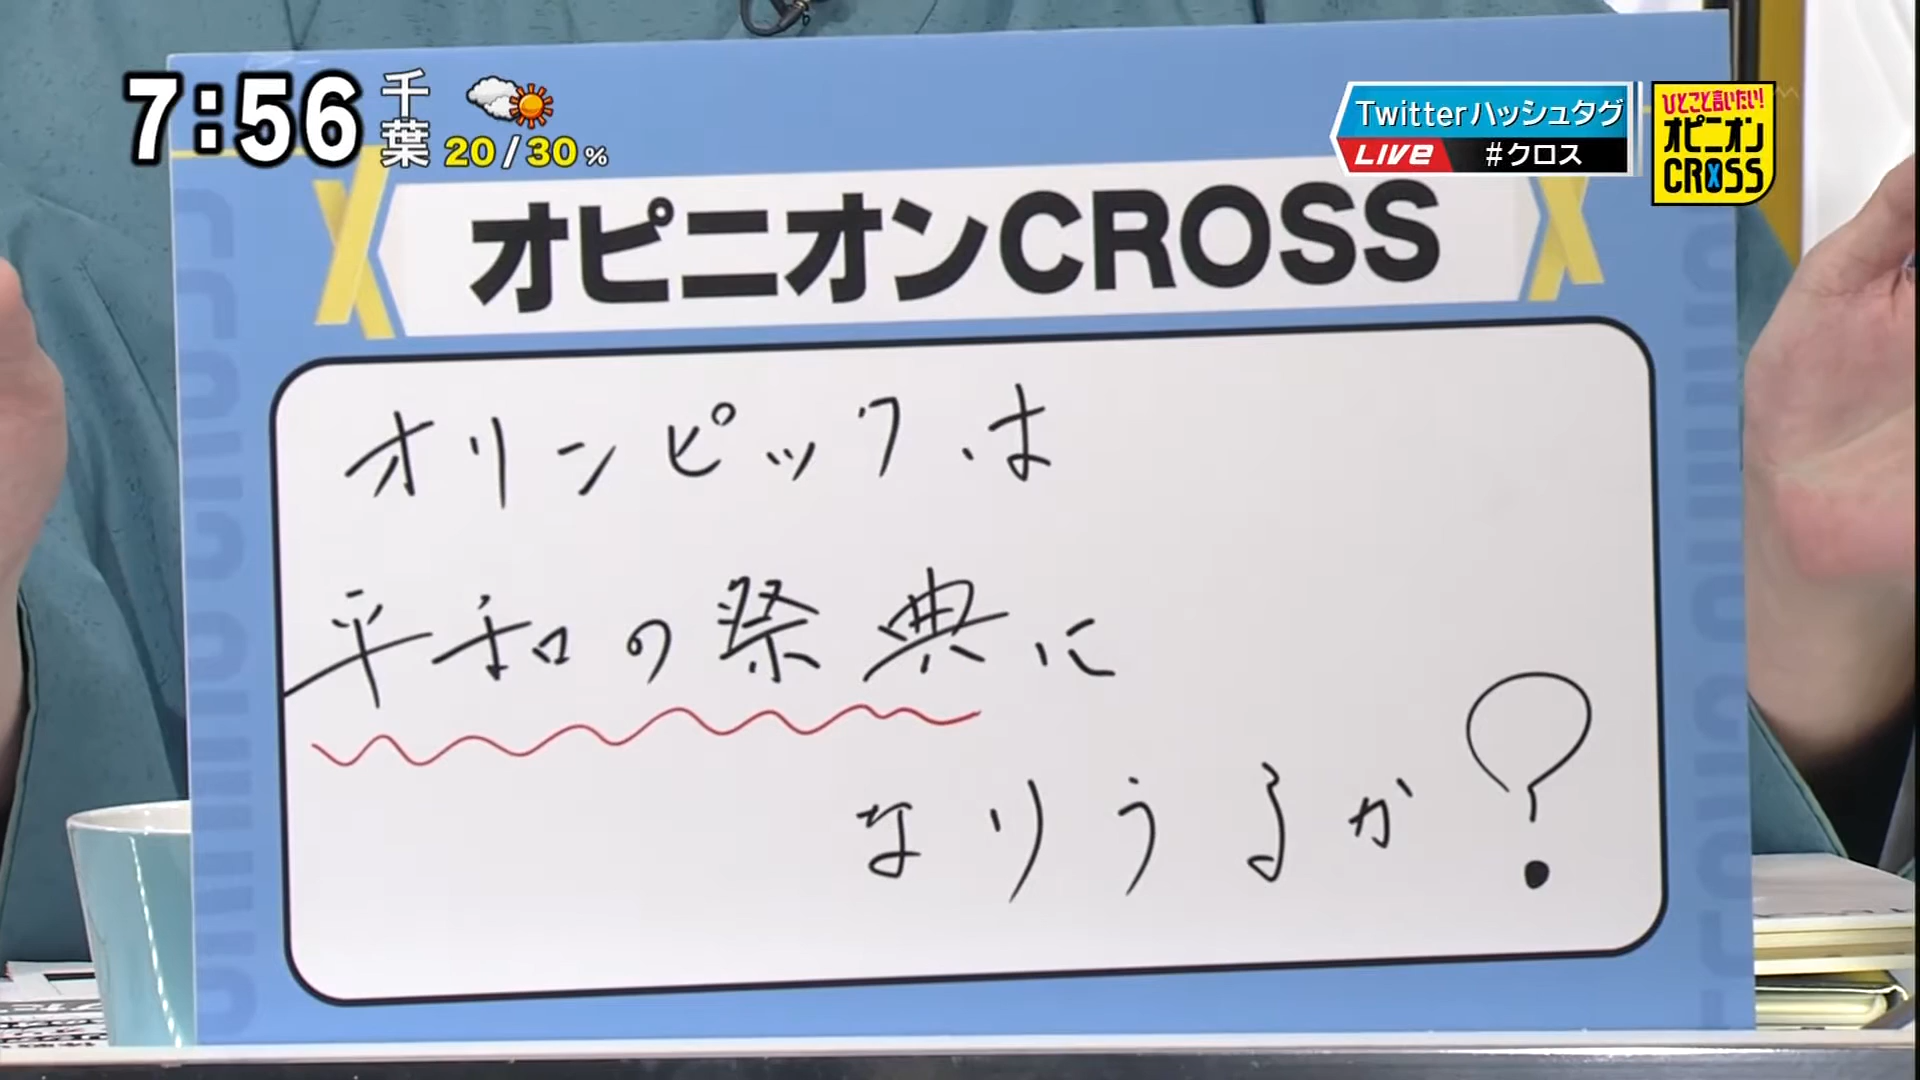 7:56
千葉
20/30%
Twitterハッシュタグ
LIVE #クロス
ひとこと言いたい!
オピニオン
CROSS
オピニオンCROSS
オリンピックは
平和の祭典に
なりうるか?